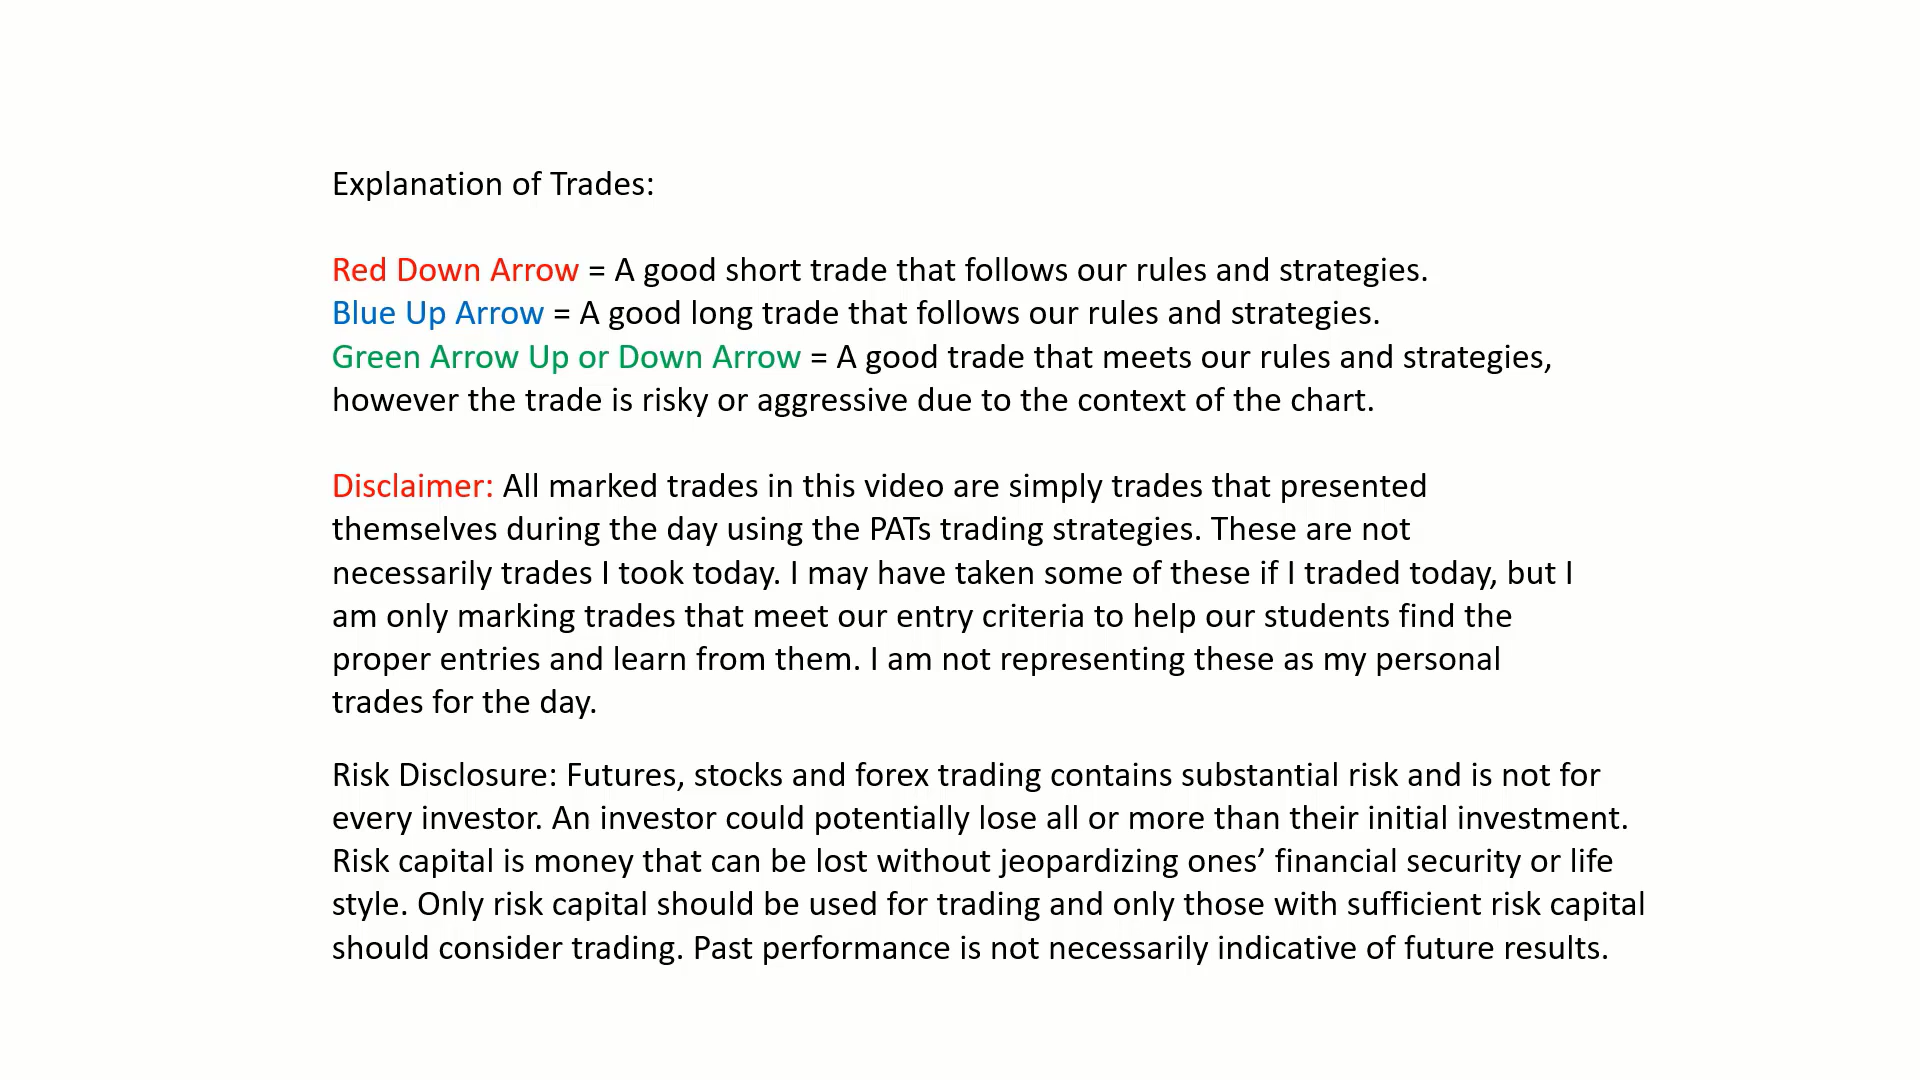 Explanation of Trades:
Red Down Arrow = A good short trade that follows our rules and strategies.
Blue Up Arrow = A good long trade that follows our rules and strategies.
Green Arrow Up or Down Arrow = A good trade that meets our rules and strategies,
however the trade is risky or aggressive due to the context of the chart.
Disclaimer: All marked trades in this video are simply trades that presented
themselves during the day using the PATs trading strategies. These are not
necessarily trades I took today. I may have taken some of these if I traded today, but I
am only marking trades that meet our entry criteria to help our students find the
proper entries and learn from them. I am not representing these as my personal
trades for the day.
Risk Disclosure: Futures, stocks and forex trading contains substantial risk and is not for
every investor. An investor could potentially lose all or more than their initial investment.
Risk capital is money that can be lost without jeopardizing ones’ financial security or life
style. Only risk capital should be used for trading and only those with sufficient risk capital
should consider trading. Past performance is not necessarily indicative of future results.